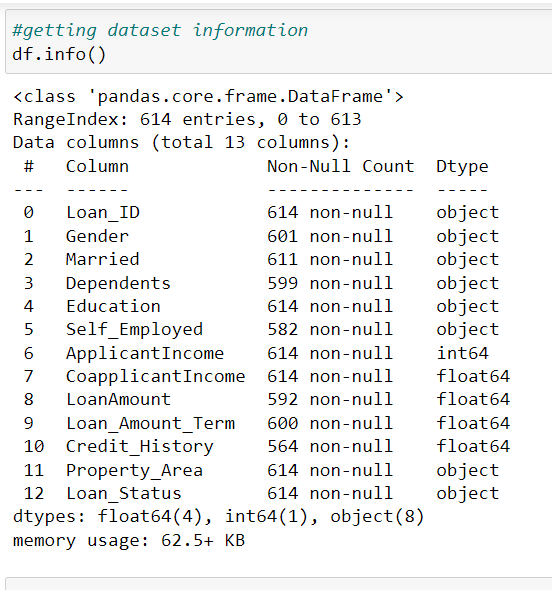 #getting dataset information
df.info()
<class 'pandas.core.frame.DataFrame'>
RangeIndex: 614 entries, 0 to 613
Data columns (total 13 columns):
 #   Column             Non-Null Count  Dtype
---  ------             --------------  -----
 0   Loan_ID            614 non-null    object
 1   Gender             601 non-null    object
 2   Married            611 non-null    object
 3   Dependents         599 non-null    object
 4   Education          614 non-null    object
 5   Self_Employed      582 non-null    object
 6   ApplicantIncome    614 non-null    int64
 7   CoapplicantIncome  614 non-null    float64
 8   LoanAmount         592 non-null    float64
 9   Loan_Amount_Term   600 non-null    float64
 10  Credit_History     564 non-null    float64
 11  Property_Area      614 non-null    object
 12  Loan_Status        614 non-null    object
dtypes: float64(4), int64(1), object(8)
memory usage: 62.5+ KB